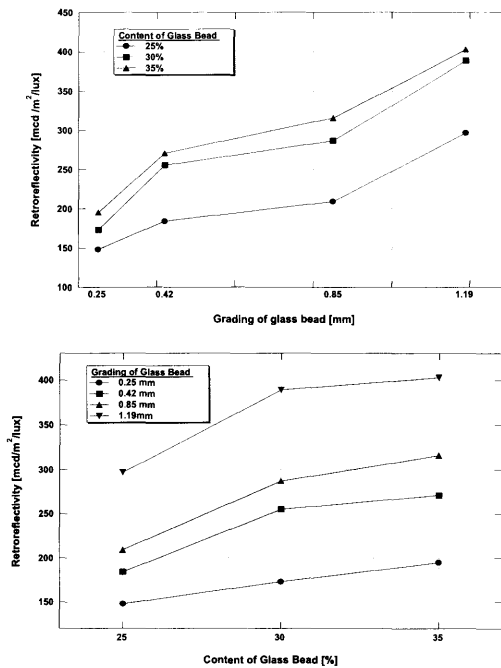 450
400
350
300
250
200
150
100
Retroreflectivity [mcd /m²/lux]
Content of Glass Bead
25%
30%
35%
0.25 0.42 0.85 1.19
Grading of glass bead [mm]
400
350
300
250
200
150
Retroreflectivity [mcd/m²/lux]
Grading of Glass Bead
0.25 mm
0.42 mm
0.85 mm
1.19mm
25 30 35
Content of Glass Bead [%]